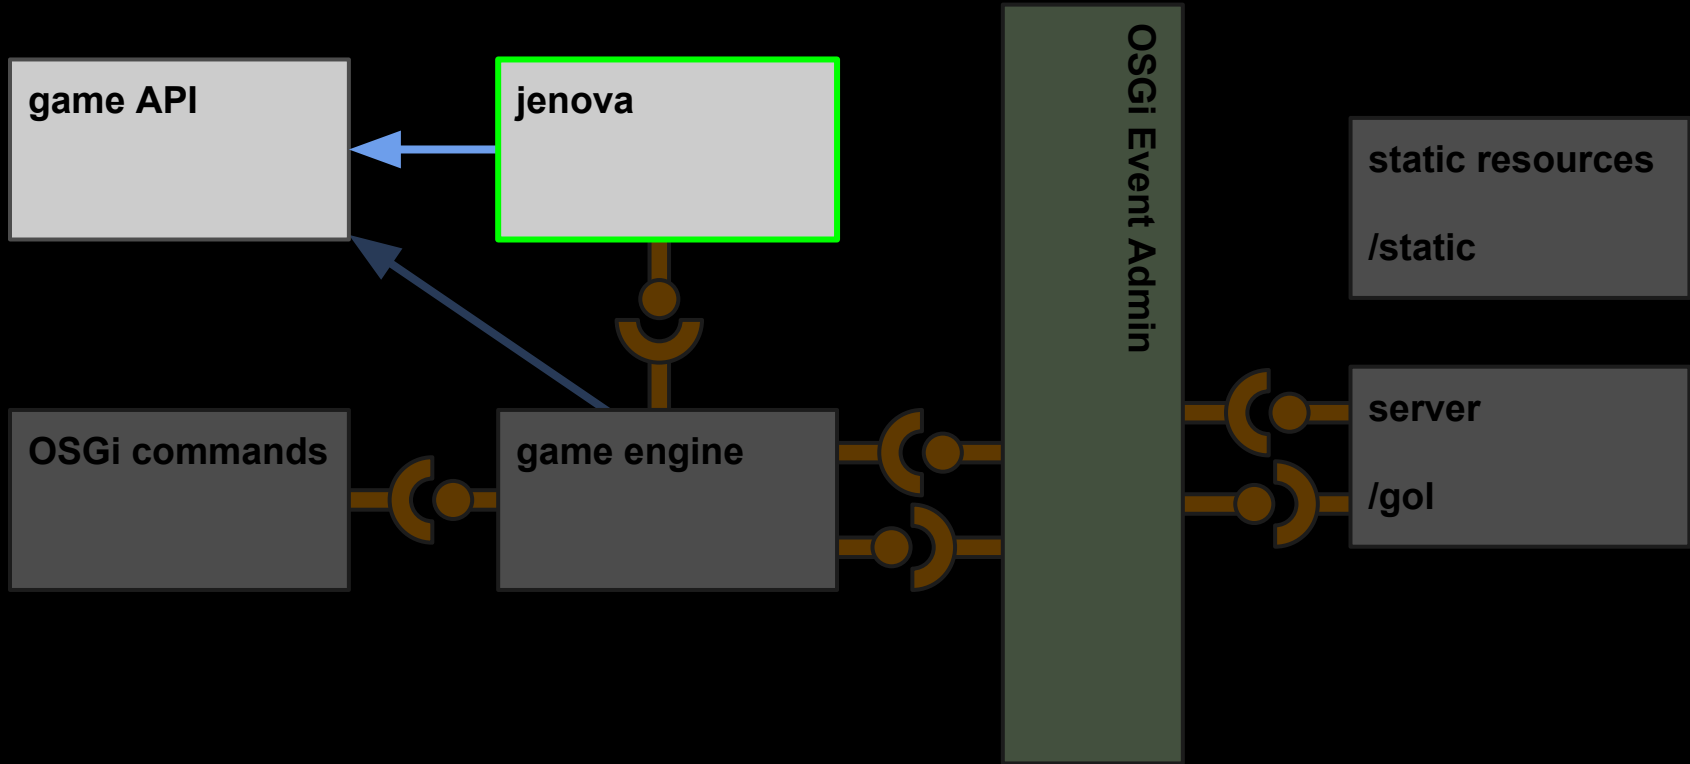 game API
jenova
OSGi Event Admin
static resources
/static
OSGi commands
game engine
server
/gol